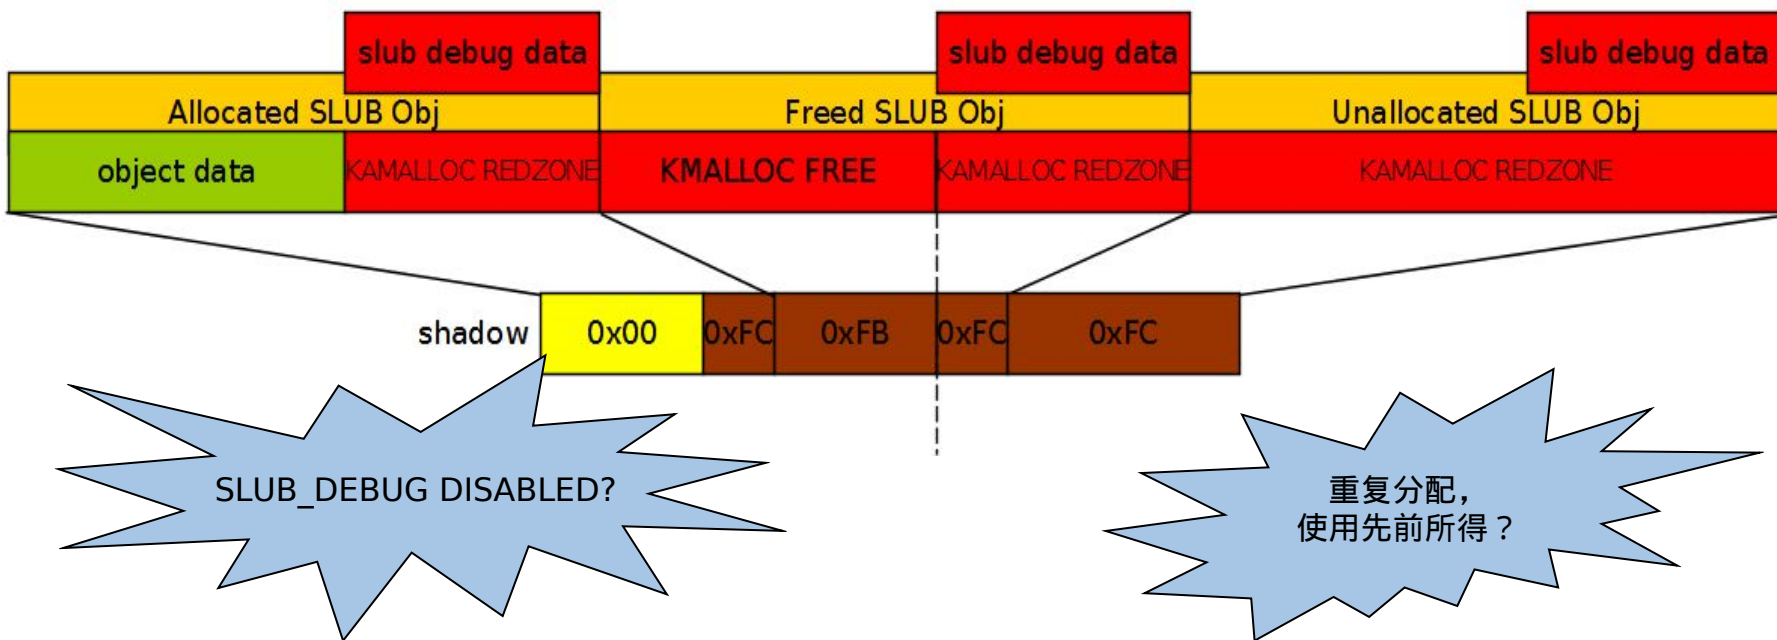 slub debug data slub debug data slub debug data
Allocated SLUB Obj Freed SLUB Obj Unallocated SLUB Obj
object data KAMALLOC REDZONE KMALLOC FREE KAMALLOC REDZONE KAMALLOC REDZONE
shadow 0x00 0xFC 0xFB 0xFC 0xFC
SLUB_DEBUG DISABLED?
重复分配，
使用先前所得？